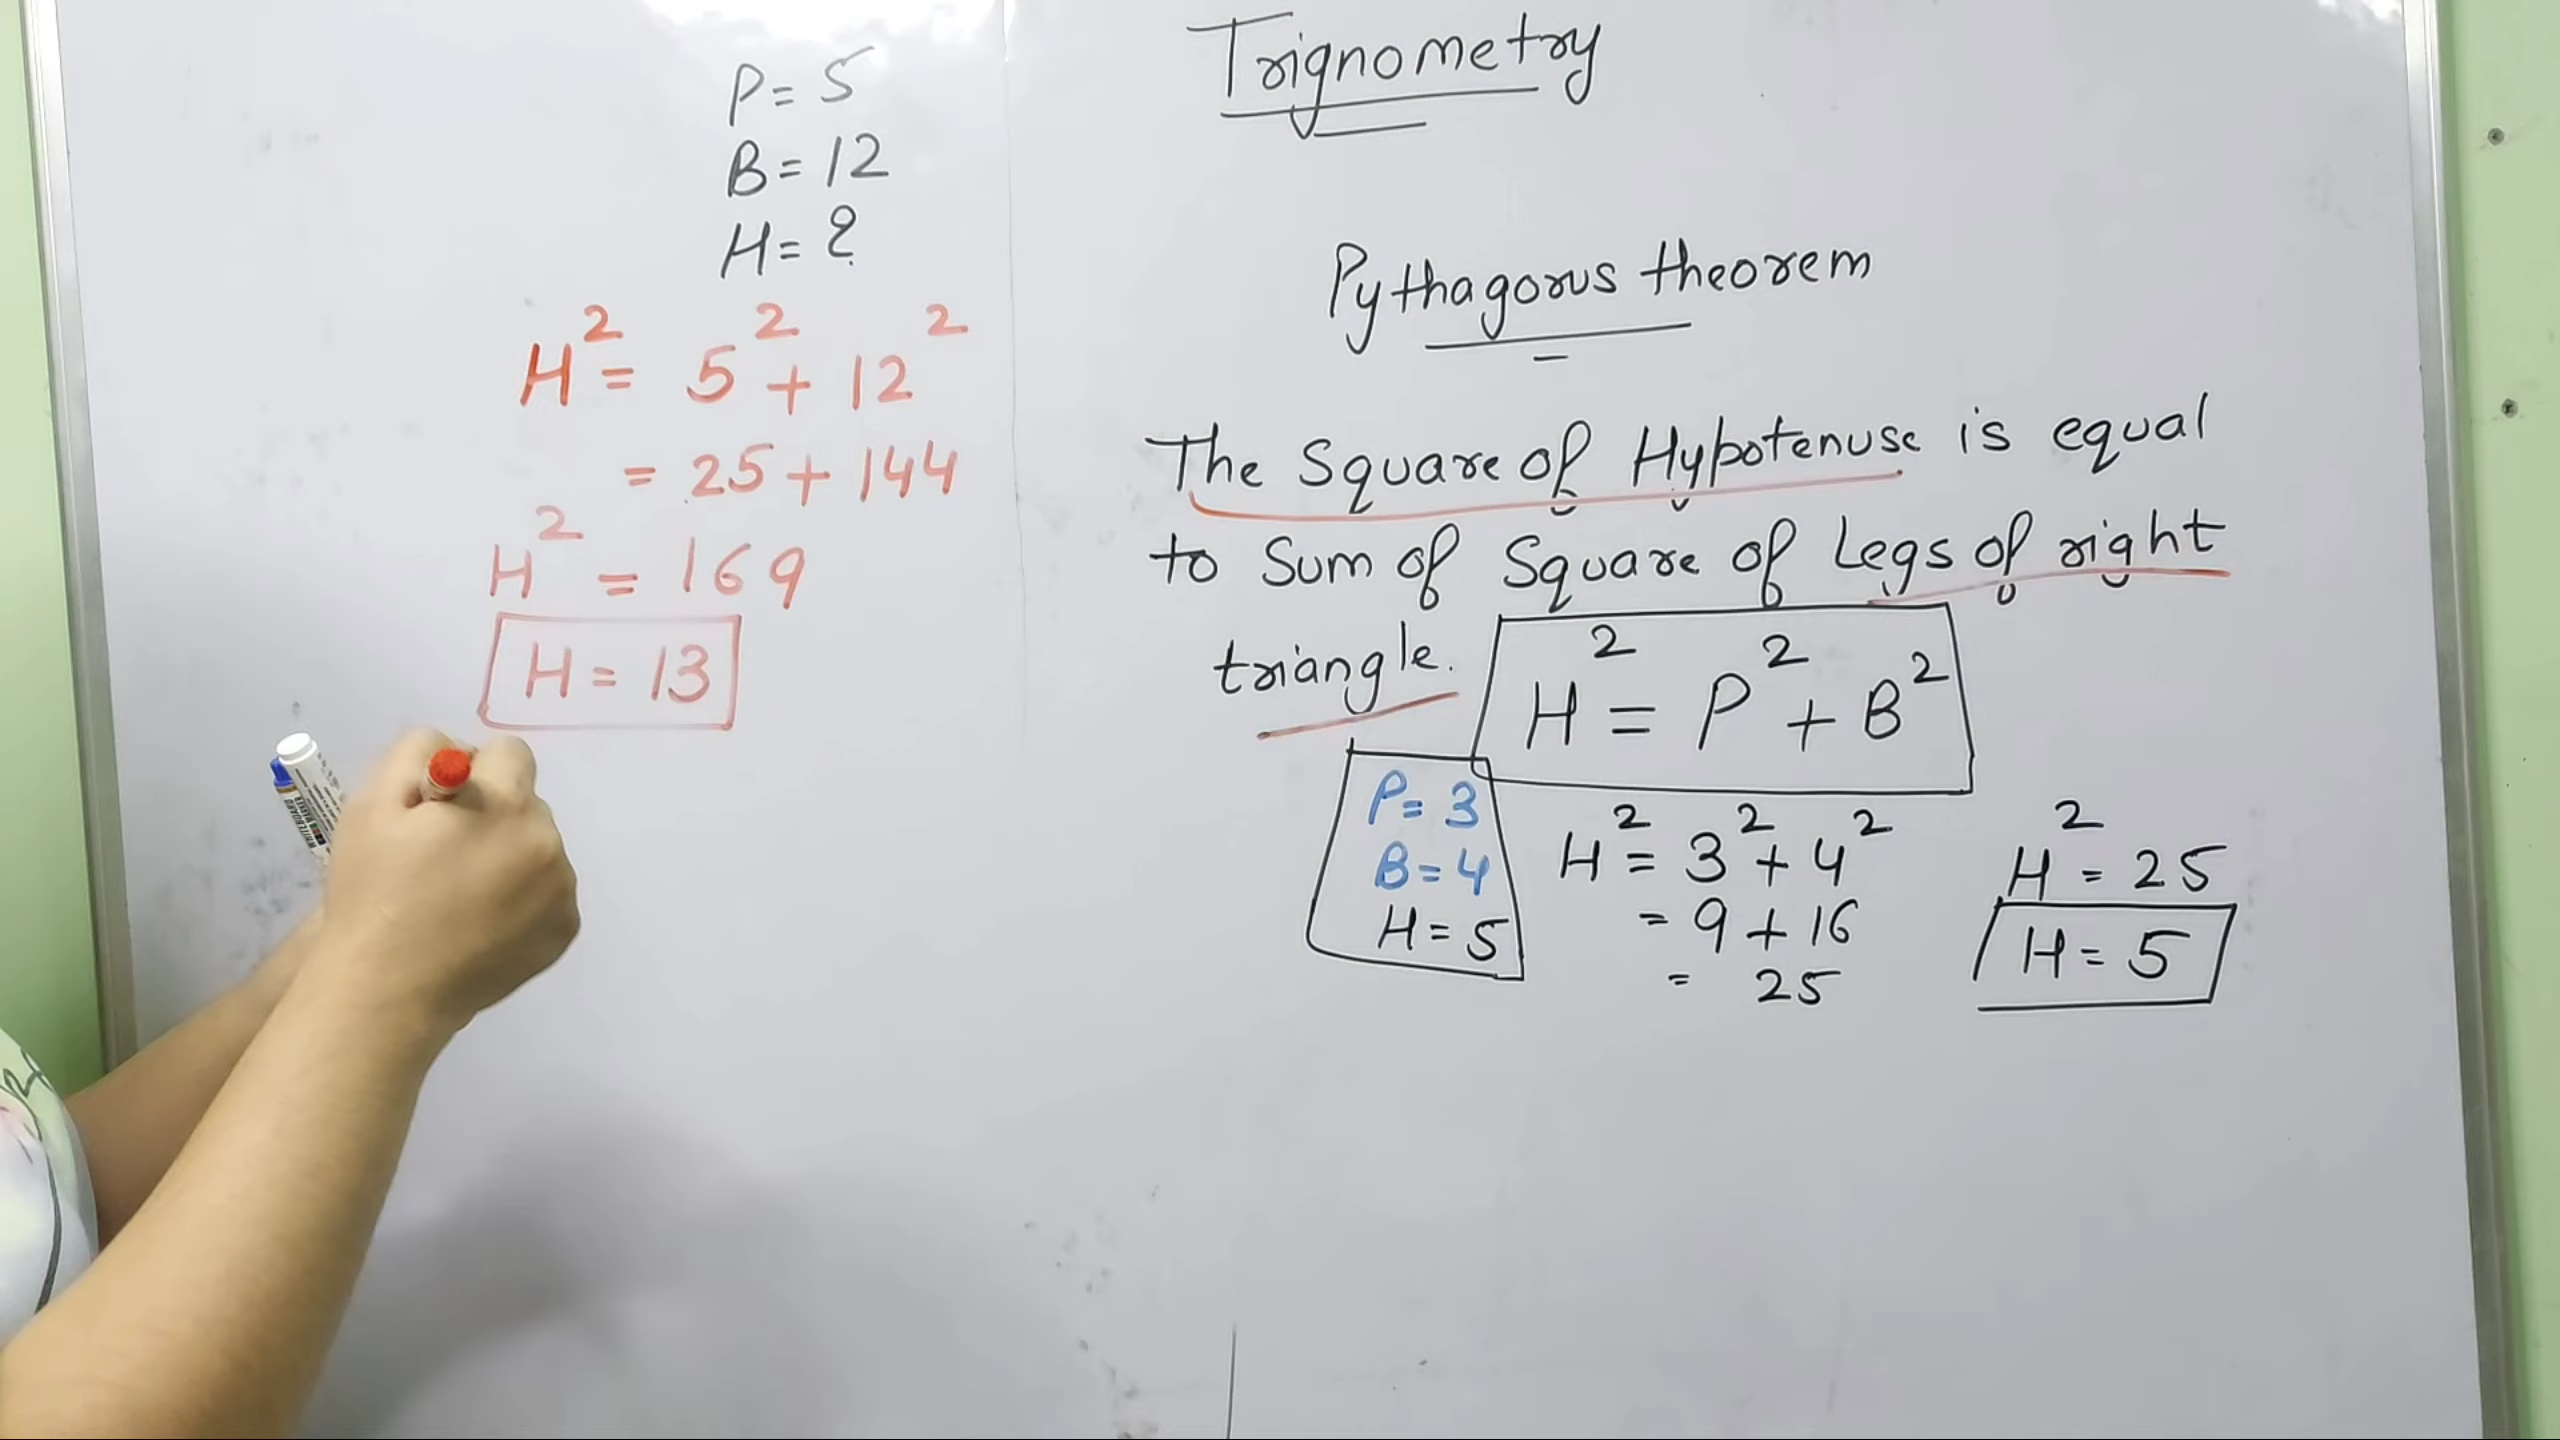 P = 5
B = 12
H = ?
H² = 5² + 12²
= 25 + 144
H² = 169
H = 13
Trignometry
Pythagorus theorem
The Square of Hypotenuse is equal
to Sum of Square of Legs of right
triangle.
H² = P² + B²
P = 3
B = 4
H = 5
H² = 3² + 4²
= 9 + 16
= 25
H² = 25
H = 5